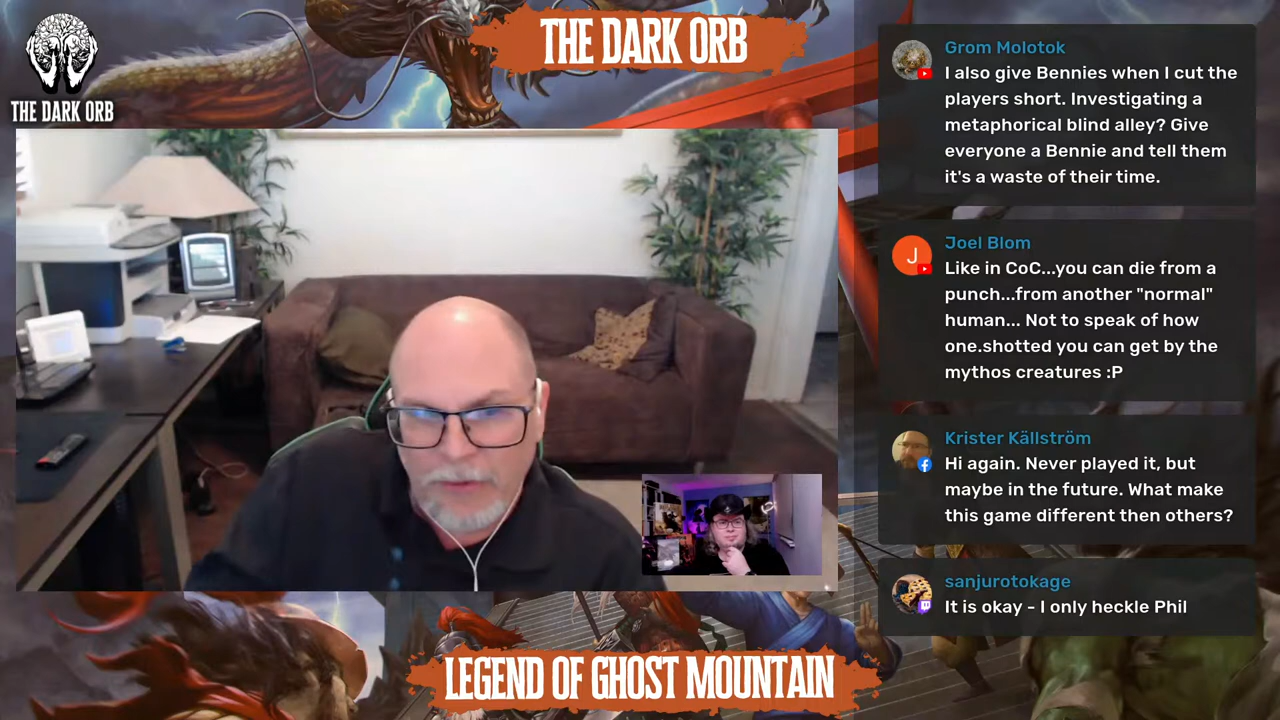 THE DARK ORB
THE DARK ORB
Grom Molotok
I also give Bennies when I cut the
players short. Investigating a
metaphorical blind alley? Give
everyone a Bennie and tell them
it's a waste of their time.
Joel Blom
J
Like in CoC...you can die from a
punch...from another "normal"
human... Not to speak of how
one.shotted you can get by the
mythos creatures :P
Krister Källström
Hi again. Never played it, but
maybe in the future. What make
this game different then others?
sanjurotokage
It is okay - I only heckle Phil
LEGEND OF GHOST MOUNTAIN